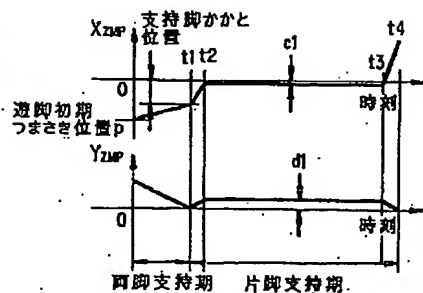 XZMP
支持脚かかと
位置
t1
t2
c1
t3
t4
0
時刻
遊脚初期
つまさき位置p
YZMP
d1
0
時刻
両脚支持期
片脚支持期